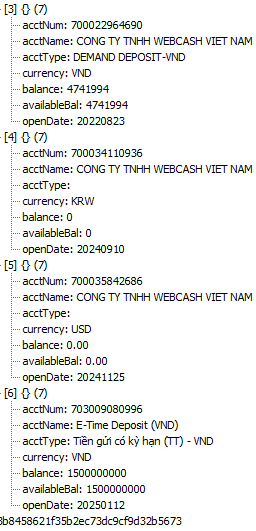 [3] {} (7)
acctNum: 700022964690
acctName: CONG TY TNHH WEBCASH VIET NAM
acctType: DEMAND DEPOSIT-VND
currency: VND
balance: 4741994
availableBal: 4741994
openDate: 20220823
[4] {} (7)
acctNum: 700034110936
acctName: CONG TY TNHH WEBCASH VIET NAM
acctType:
currency: KRW
balance: 0
availableBal: 0
openDate: 20240910
[5] {} (7)
acctNum: 700035842686
acctName: CONG TY TNHH WEBCASH VIET NAM
acctType:
currency: USD
balance: 0.00
availableBal: 0.00
openDate: 20241125
[6] {} (7)
acctNum: 703009080996
acctName: E-Time Deposit (VND)
acctType: Tiền gửi có kỳ hạn (TT) - VND
currency: VND
balance: 1500000000
availableBal: 1500000000
openDate: 20250112
3b8458621f35b2ec73dc9cf9d32b5673